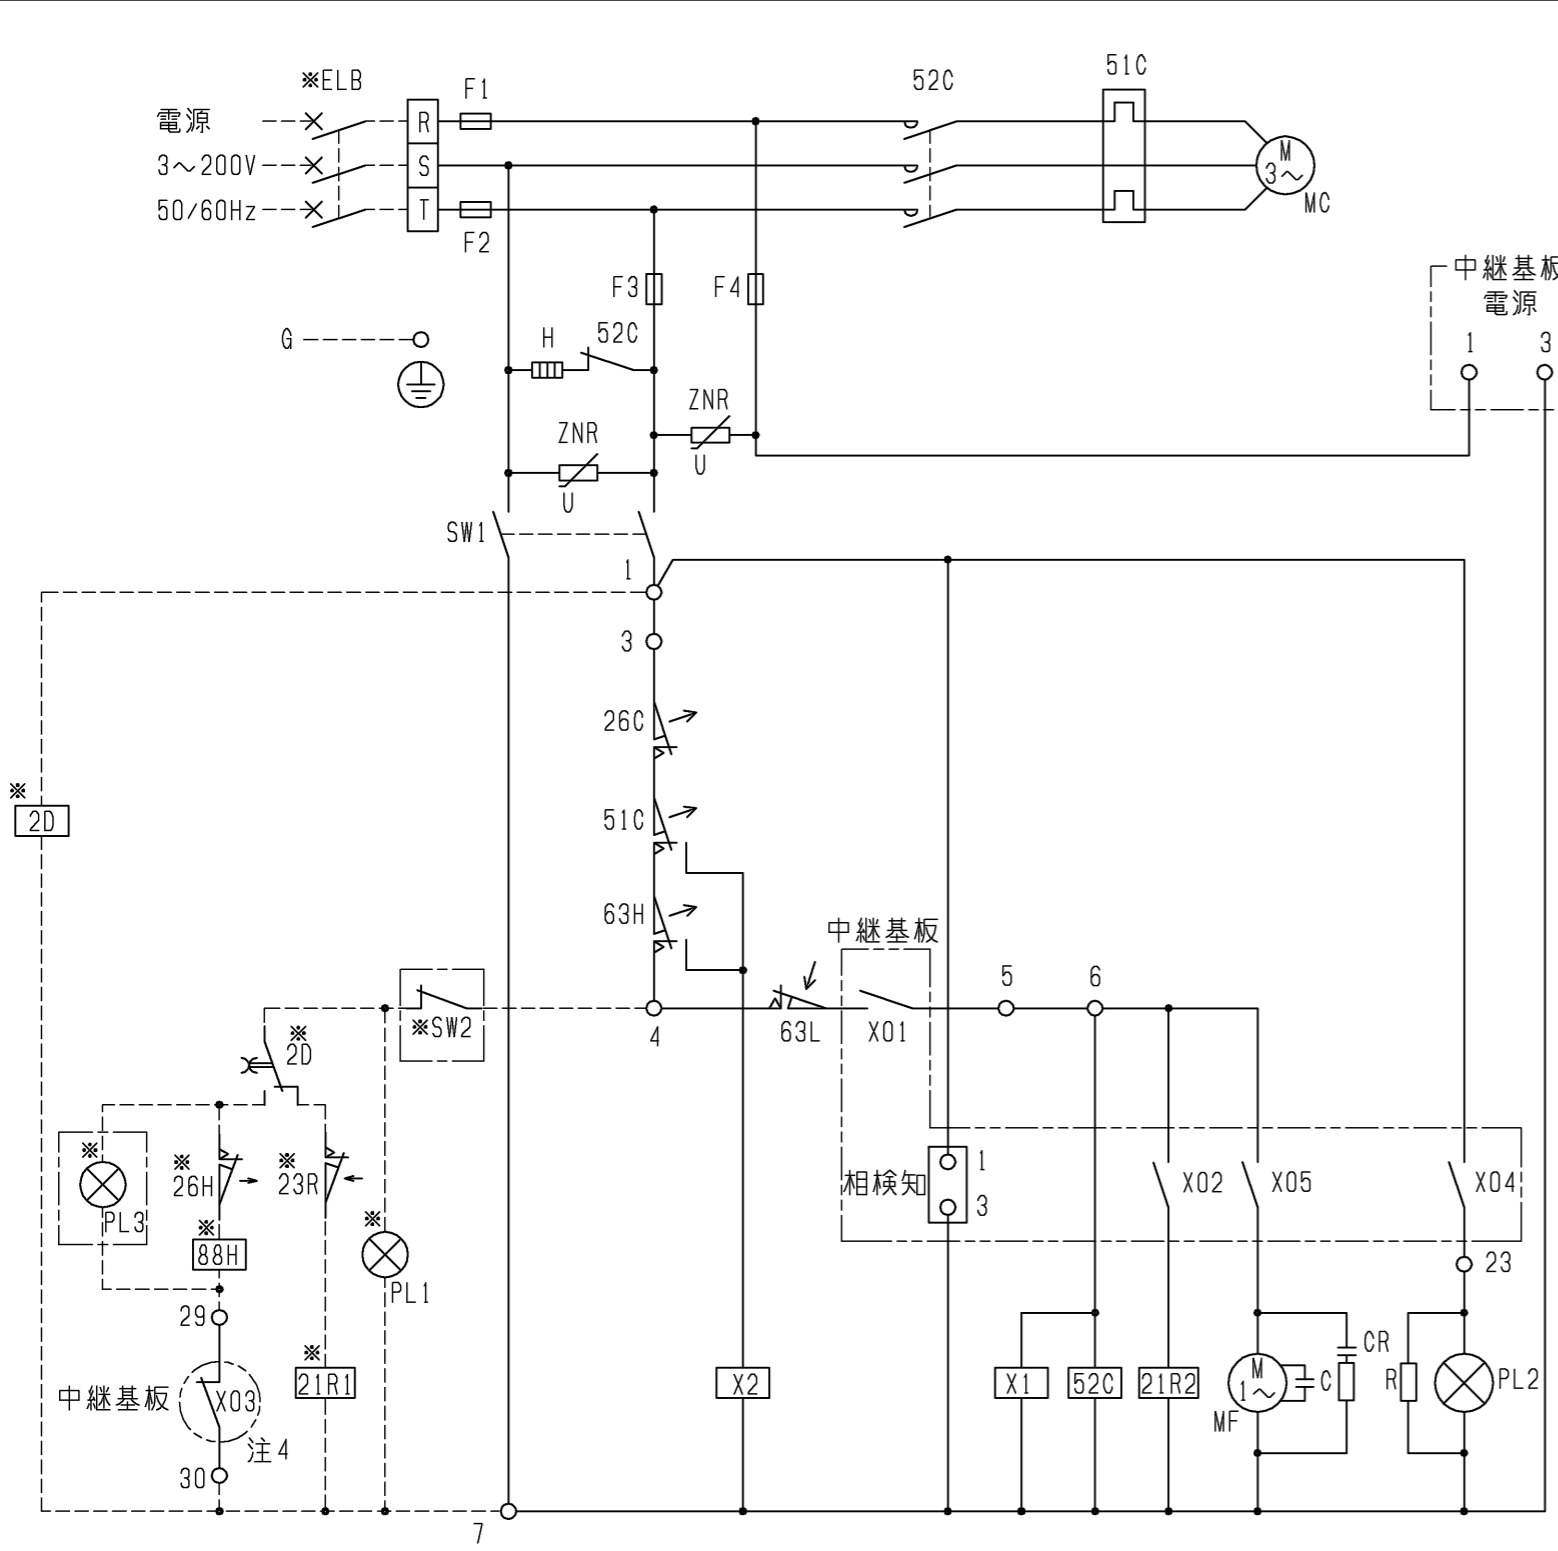 ※ELB
F1
52C
51C
電源
R
3～200V
S
M
3～
50/60Hz
T
MC
F2
中継基板
電源
F3
F4
G
H
52C
1
3
ZNR
ZNR
U
U
SW1
1
3
26C
※
2D
51C
63H
中継基板
5
6
※SW2
4
63L
X01
※
2D
※
※
26H
※
23R
PL3
相検知
1
3
X02
X05
X04
※
88H
※
PL1
23
29
※
21R1
中継基板
X03
注4
30
X2
X1
52C
21R2
M
1～
C
CR
MF
R
PL2
7